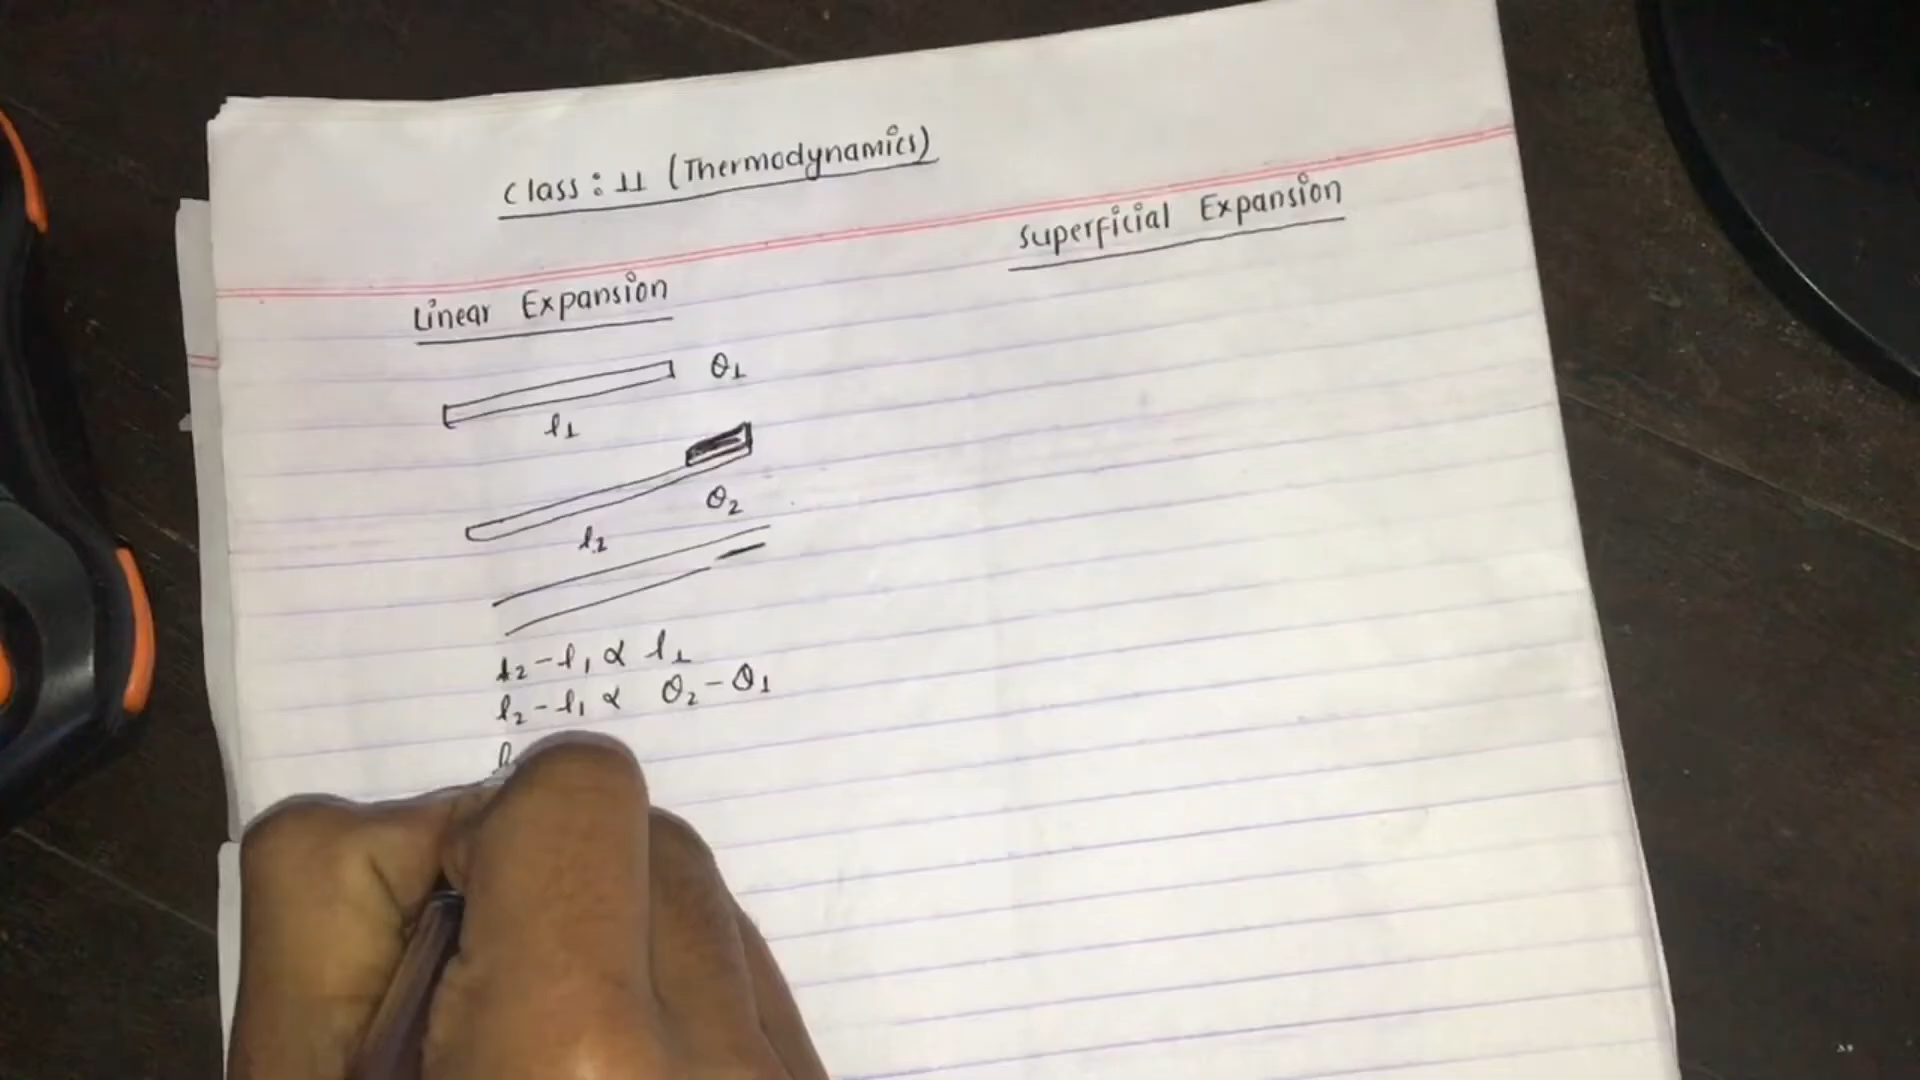 Class : 11 (Thermodynamics)
Superficial Expansion
Linear Expansion
θ1
l1
θ2
l2
l2 - l1 ∝ l1
l2 - l1 ∝ θ2 - θ1
l